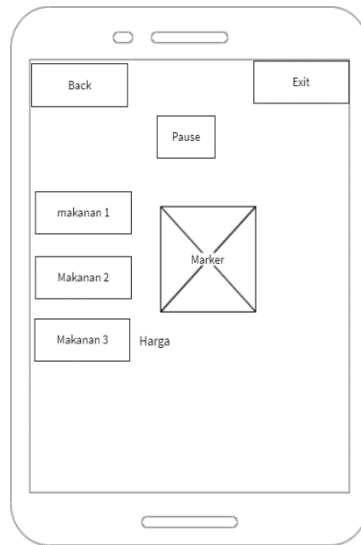 Back
Exit
Pause
makanan 1
Marker
Makanan 2
Makanan 3
Harga